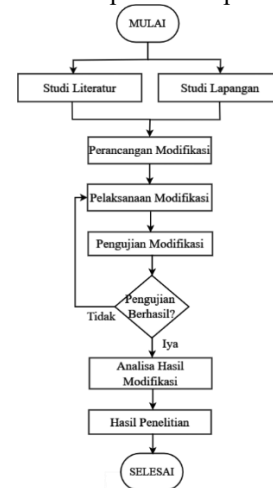 MULAI
Studi Literatur
Studi Lapangan
Perancangan Modifikasi
Pelaksanaan Modifikasi
Pengujian Modifikasi
Pengujian
Berhasil?
Tidak
Iya
Analisa Hasil
Modifikasi
Hasil Penelitian
SELESAI